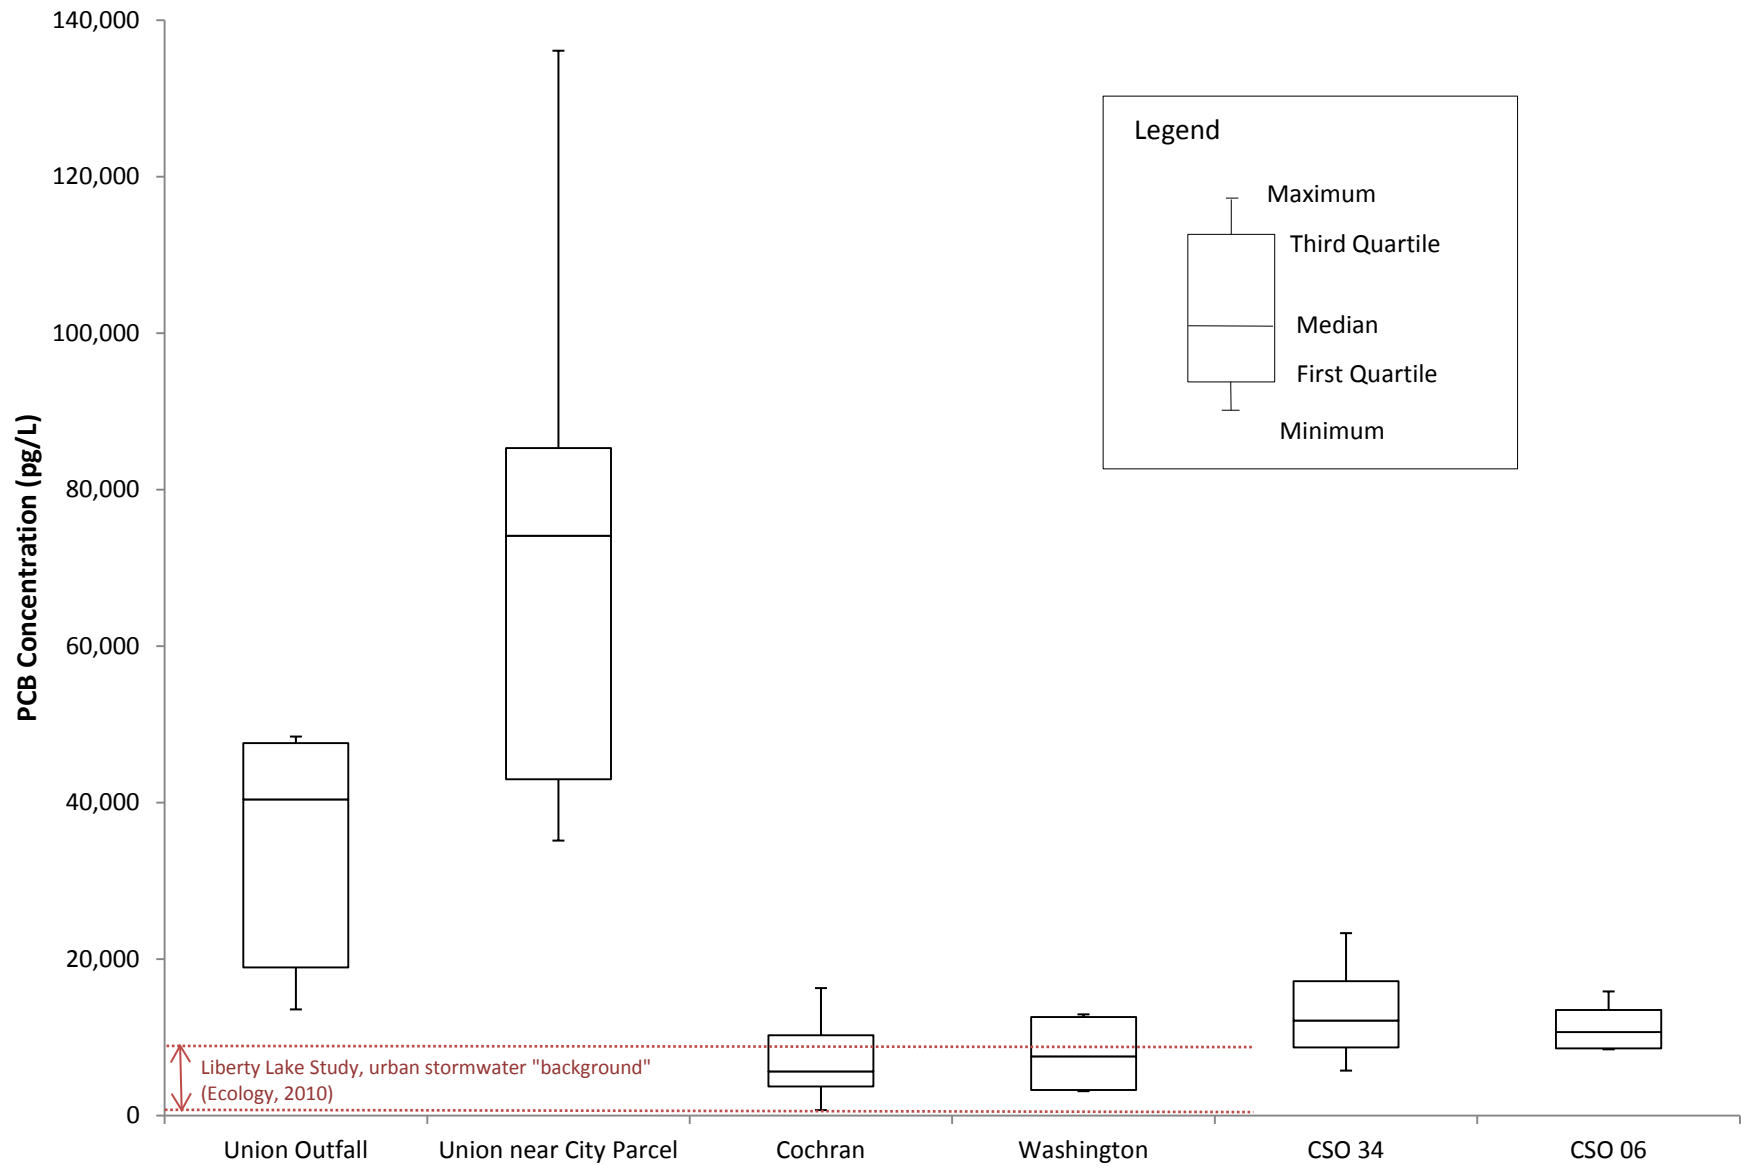 140,000
120,000
100,000
80,000
60,000
40,000
20,000
0
PCB Concentration (pg/L)
Legend
Maximum
Third Quartile
Median
First Quartile
Minimum
Liberty Lake Study, urban stormwater "background"
(Ecology, 2010)
Union Outfall
Union near City Parcel
Cochran
Washington
CSO 34
CSO 06